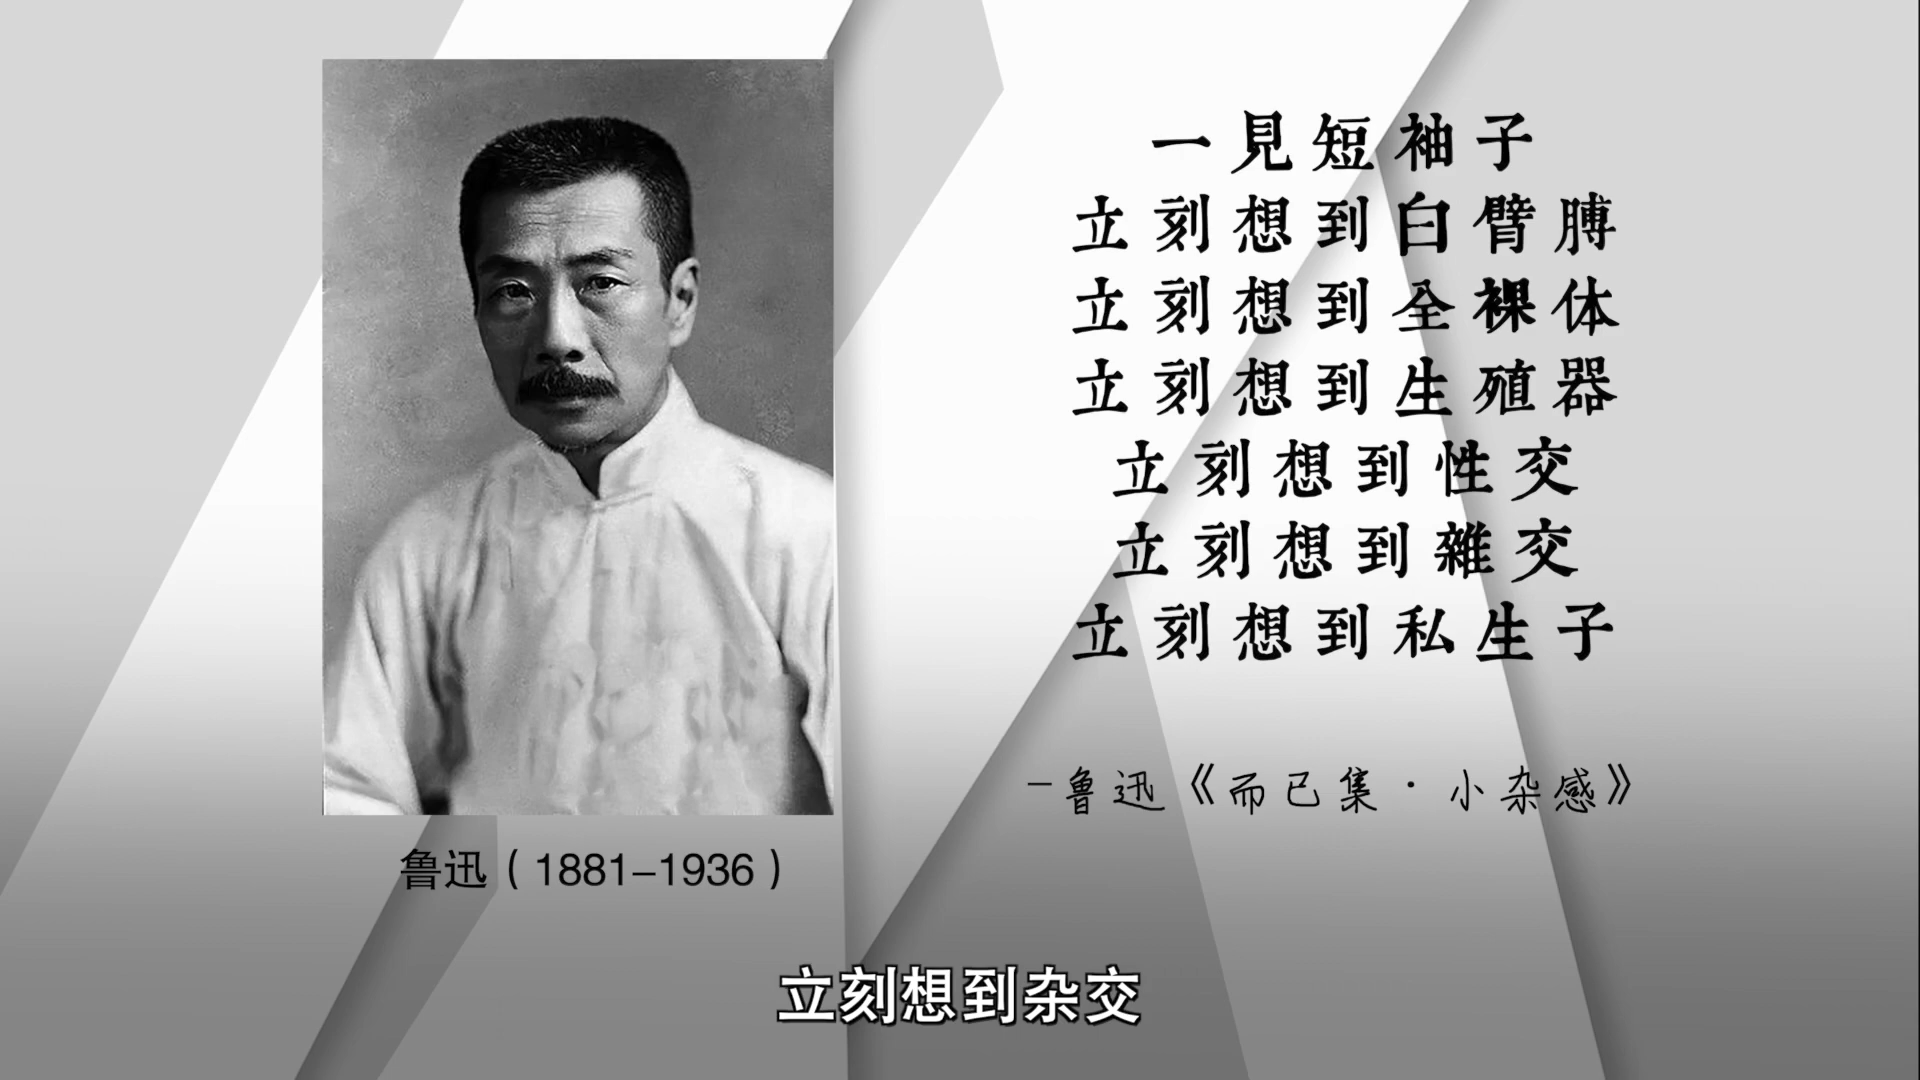 一見短袖子
立刻想到白臂膊
立刻想到全裸体
立刻想到生殖器
立刻想到性交
立刻想到雜交
立刻想到私生子
–鲁迅《而已集·小杂感》
鲁迅（1881–1936）
立刻想到杂交